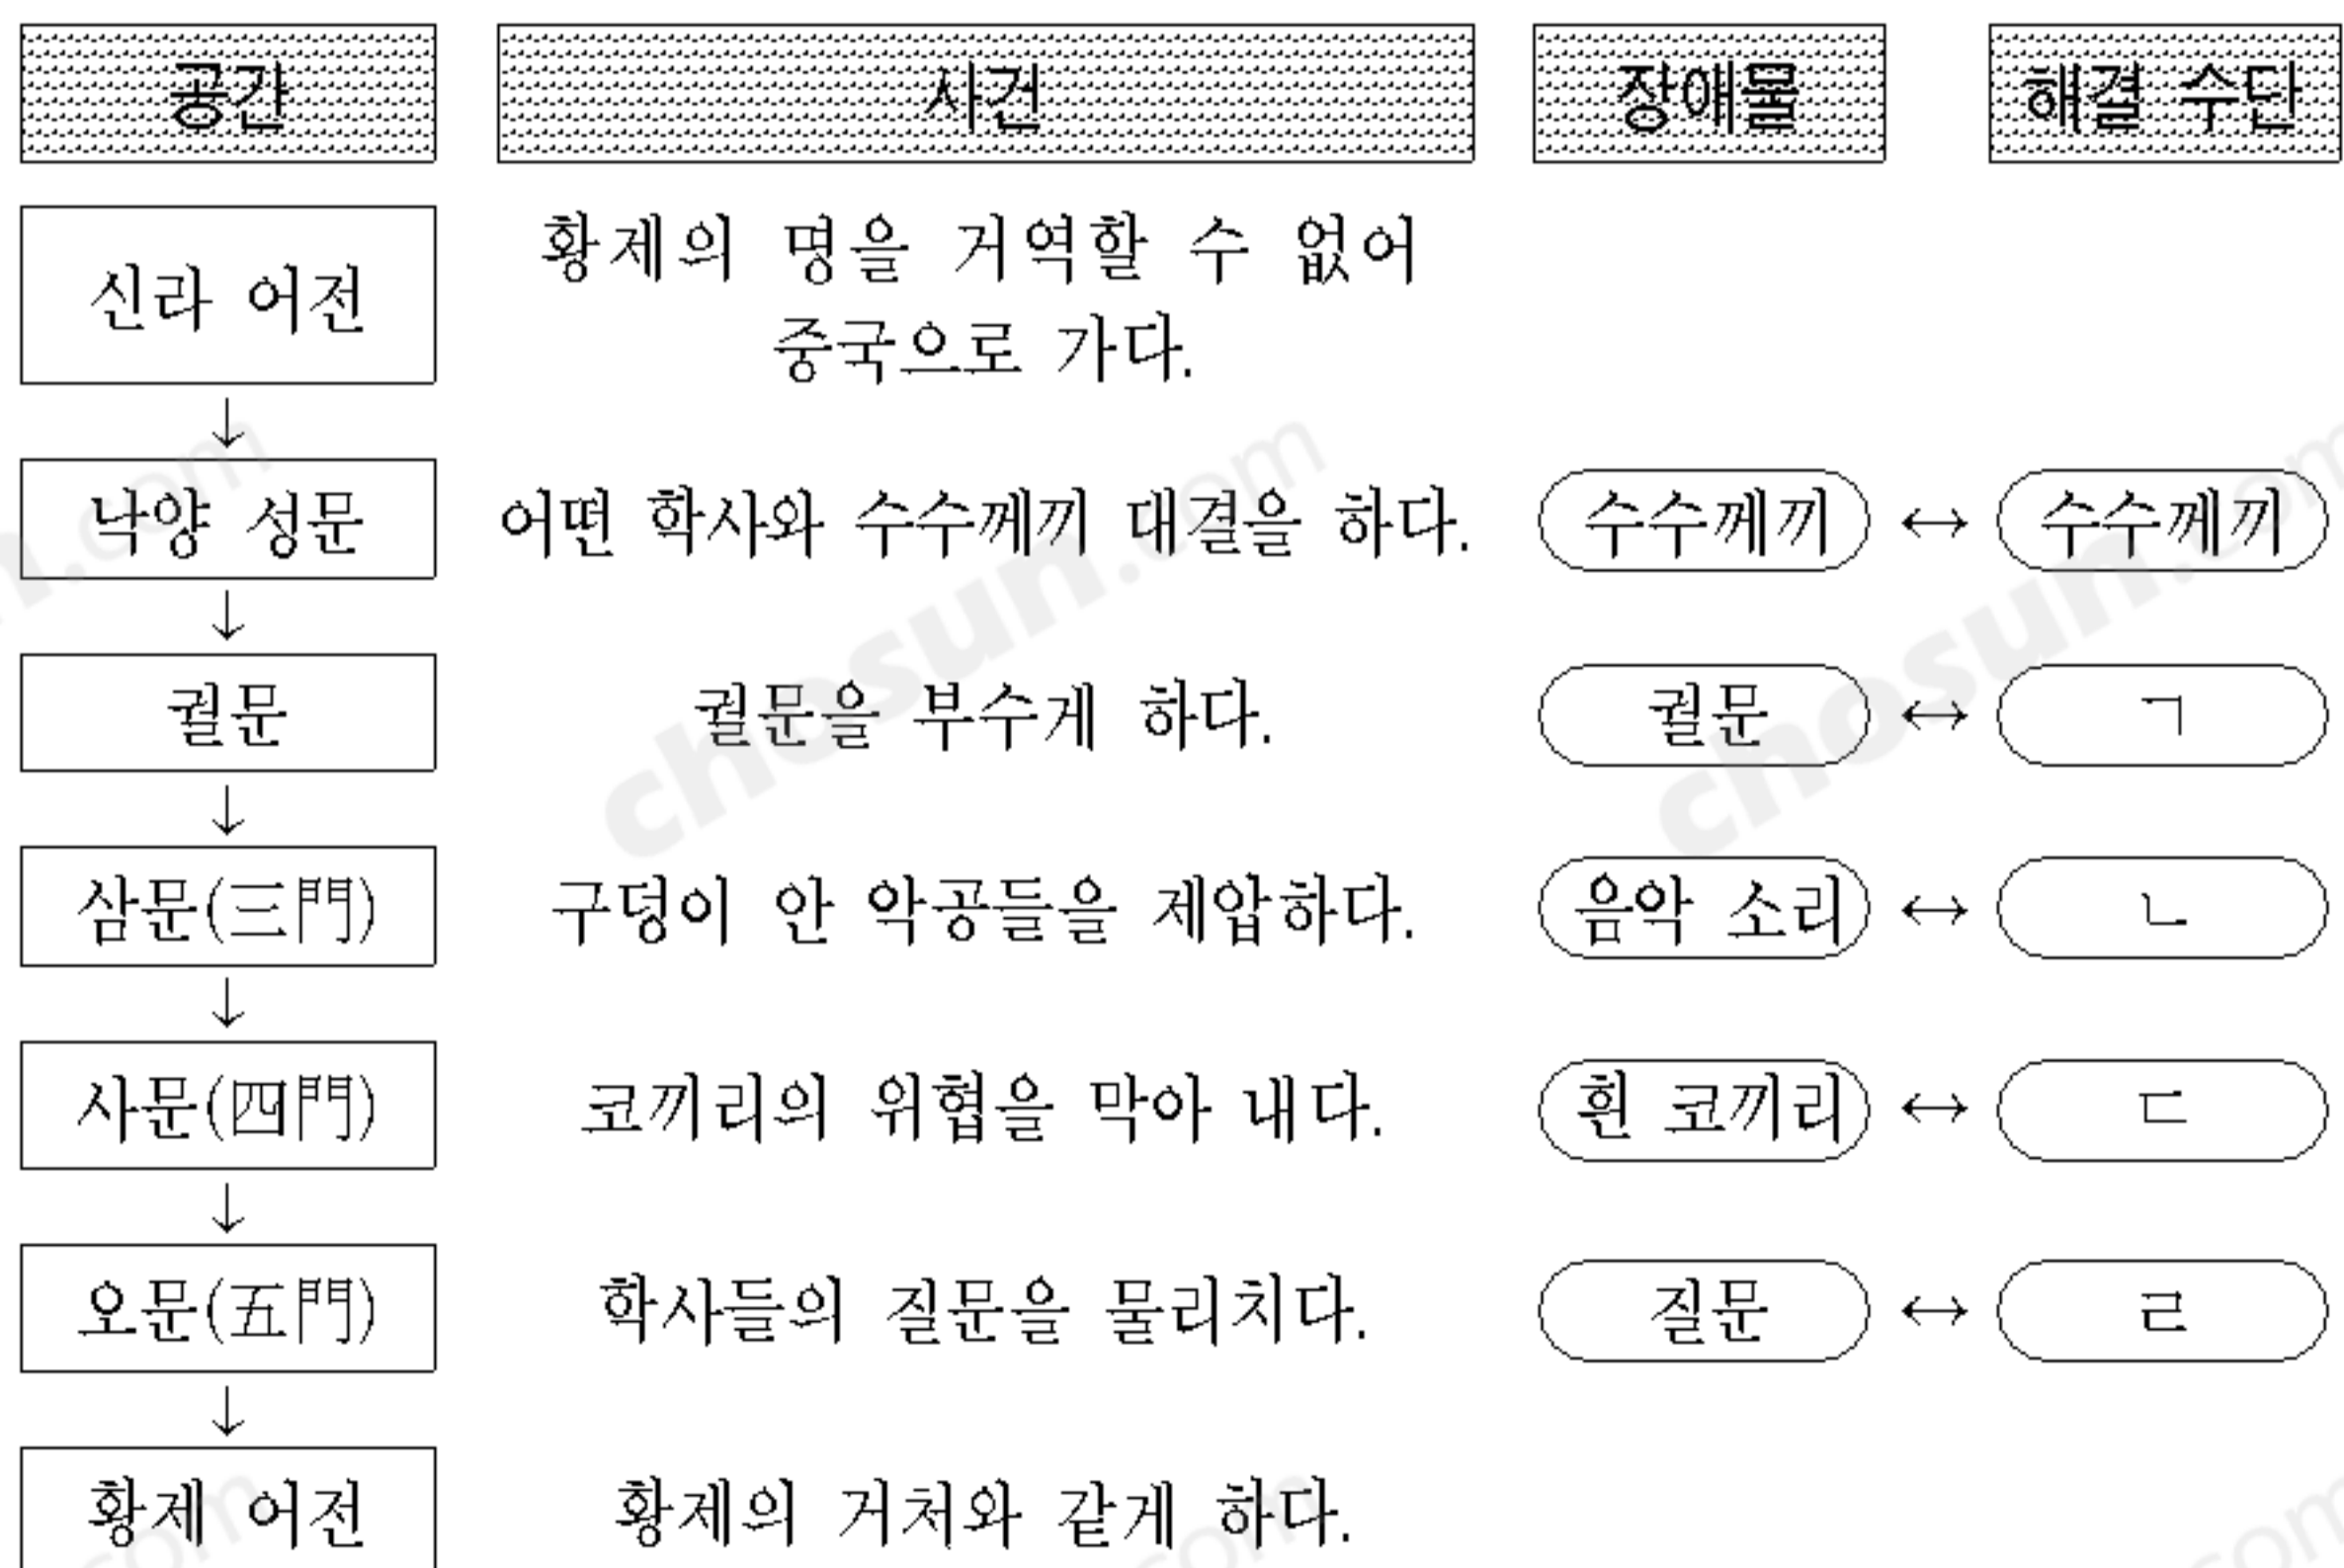 공간 사건 장애물 해결 수단
신라 어전 황제의 명을 거역할 수 없어
중국으로 가다.
↓
낙양 성문 어떤 학사와 수수께끼 대결을 하다. 수수께끼 ↔ 수수께끼
↓
궐문 궐문을 부수게 하다. 궐문 ↔ ㄱ
↓
삼문(三門) 구덩이 안 악공들을 제압하다. 음악 소리 ↔ ㄴ
↓
사문(四門) 코끼리의 위협을 막아 내다. 흰 코끼리 ↔ ㄷ
↓
오문(五門) 학사들의 질문을 물리치다. 질문 ↔ ㄹ
↓
황제 어전 황제의 거처와 같게 하다.
chosun.com
chosun.com